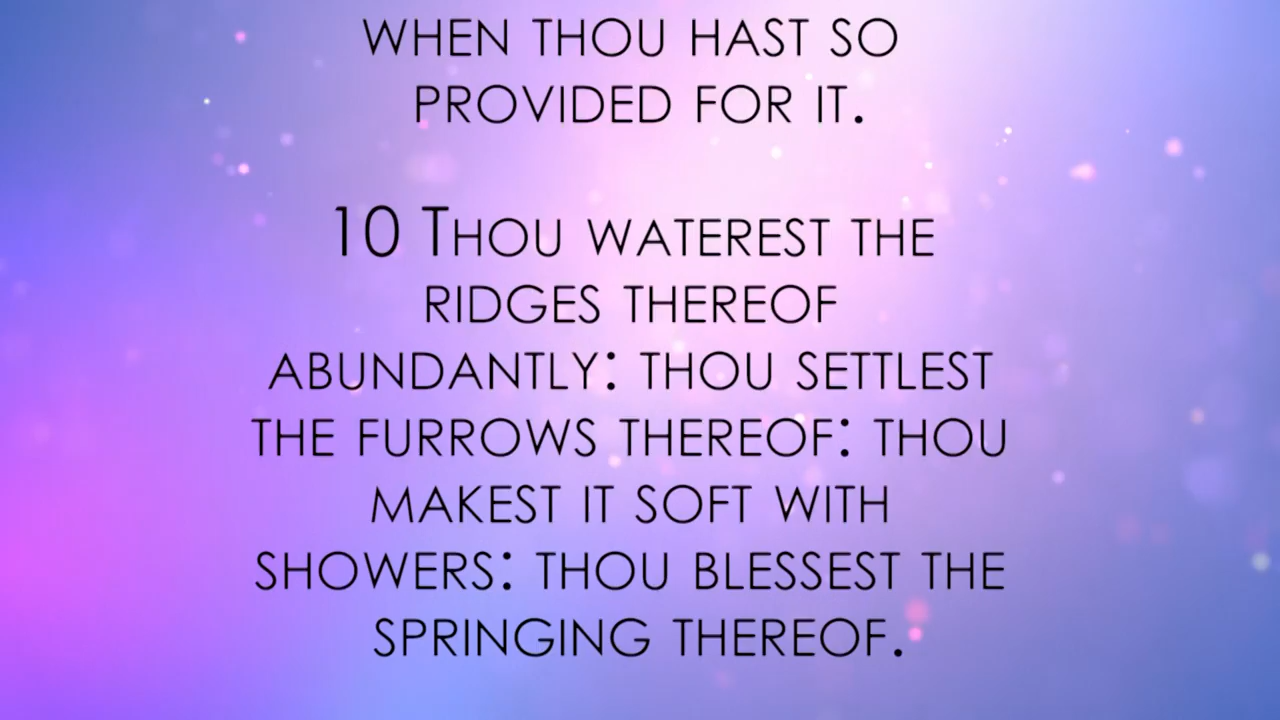 WHEN THOU HAST SO
PROVIDED FOR IT.
10 THOU WATEREST THE
RIDGES THEREOF
ABUNDANTLY: THOU SETTLEST
THE FURROWS THEREOF: THOU
MAKEST IT SOFT WITH
SHOWERS: THOU BLESSEST THE
SPRINGING THEREOF.